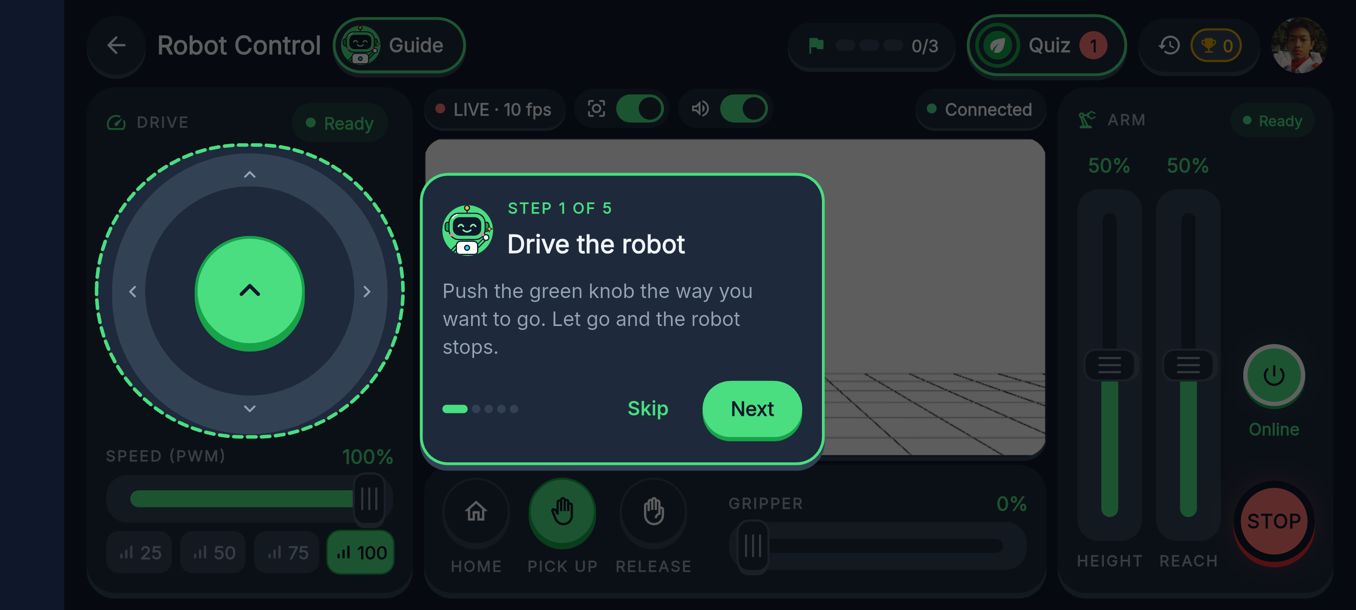 Robot Control
Guide
0/3
Quiz
1
0
DRIVE
Ready
LIVE · 10 fps
Connected
ARM
Ready
50%
50%
STEP 1 OF 5
Drive the robot
Push the green knob the way you
want to go. Let go and the robot
stops.
Skip
Next
SPEED (PWM)
100%
25
50
75
100
HOME
PICK UP
RELEASE
GRIPPER
0%
HEIGHT
REACH
Online
STOP